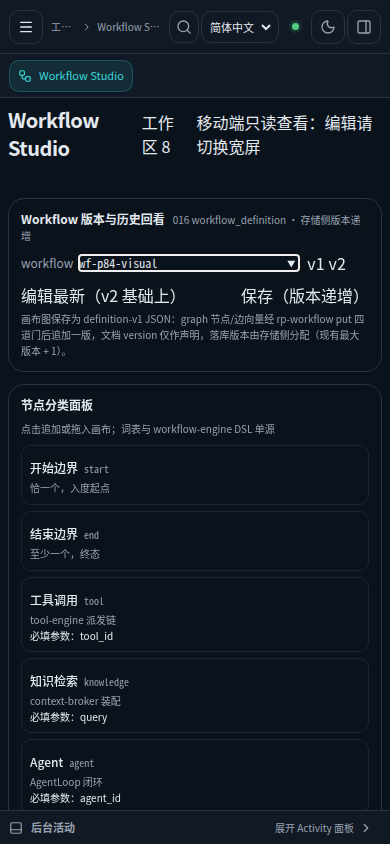 工…
Workflow S…
简体中文
Workflow Studio
Workflow
Studio
工作
区 8
移动端只读查看：编辑请
切换宽屏
Workflow 版本与历史回看 016 workflow_definition · 存储侧版本递
增
workflow wf-p84-visual v1 v2
编辑最新（v2 基础上） 保存（版本递增）
画布图保存为 definition-v1 JSON：graph 节点/边向量经 rp-workflow put 四
道门后追加一版，文档 version 仅作声明，落库版本由存储侧分配（现有最大
版本 + 1）。
节点分类面板
点击追加或拖入画布；词表与 workflow-engine DSL 单源
开始边界 start
恰一个，入度起点
结束边界 end
至少一个，终态
工具调用 tool
tool-engine 派发链
必填参数：tool_id
知识检索 knowledge
context-broker 装配
必填参数：query
Agent agent
AgentLoop 闭环
必填参数：agent_id
后台活动
展开 Activity 面板